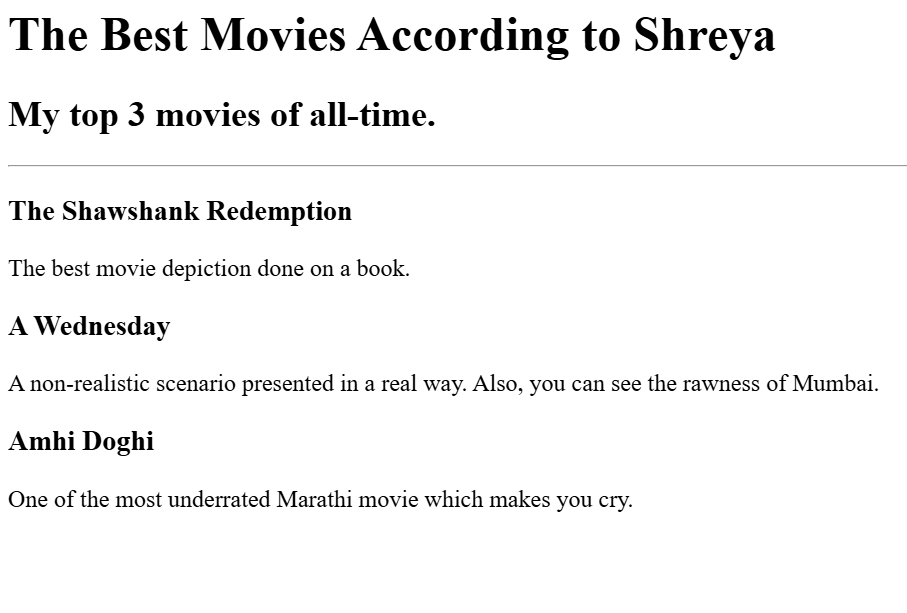 The Best Movies According to Shreya
My top 3 movies of all-time.
The Shawshank Redemption
The best movie depiction done on a book.
A Wednesday
A non-realistic scenario presented in a real way. Also, you can see the rawness of Mumbai.
Amhi Doghi
One of the most underrated Marathi movie which makes you cry.